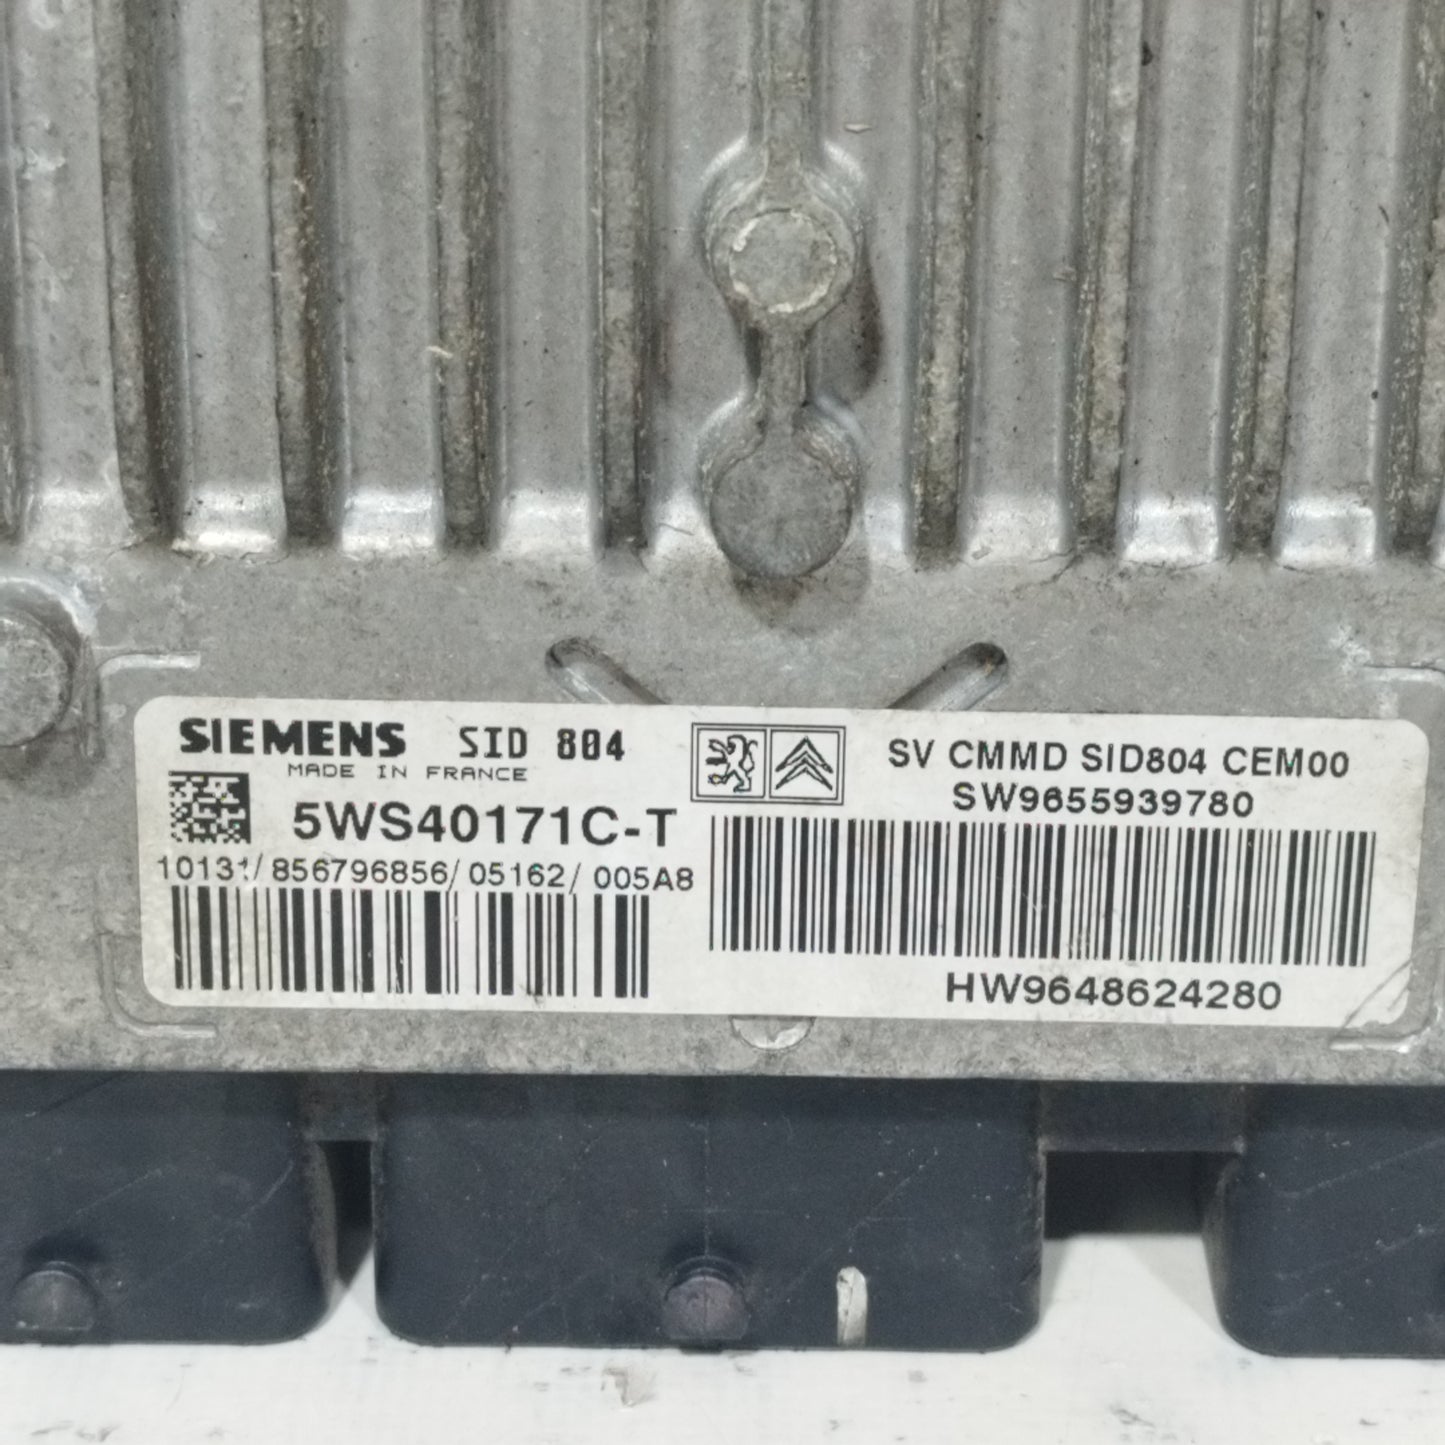 SIEMENS SID 804
MADE IN FRANCE
5WS40171C-T
10131/856796856/05162/005A8
SV CMMD SID804 CEM00
SW9655939780
HW9648624280